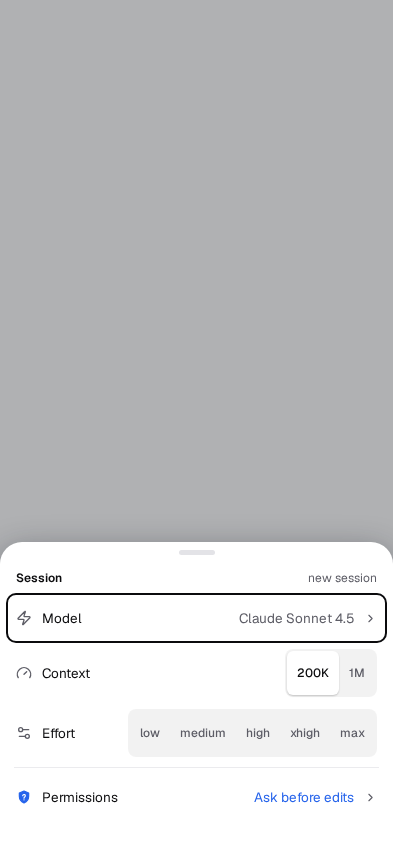 Session new session
Model Claude Sonnet 4.5
Context 200K 1M
Effort low medium high xhigh max
Permissions Ask before edits